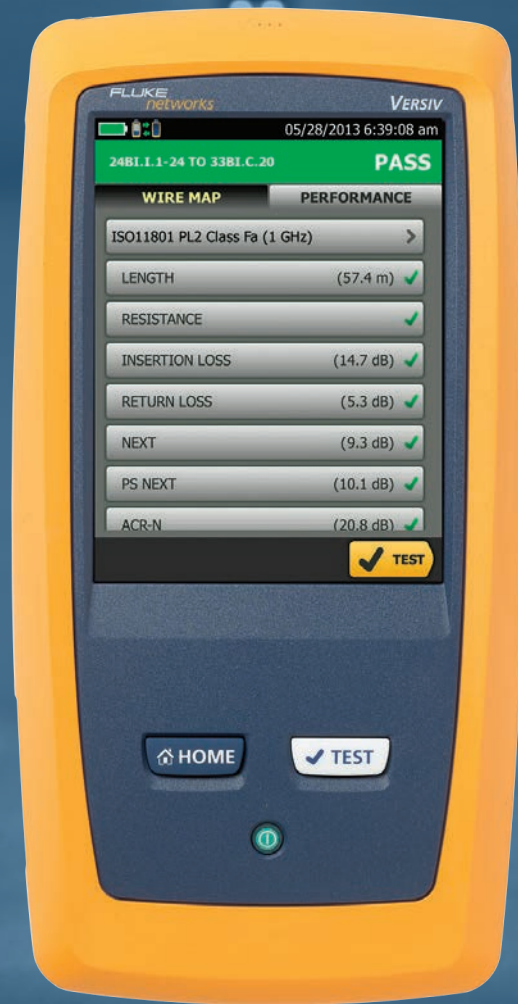 FLUKE
networks
VERSIV
05/28/2013 6:39:08 am
24BI.I.1-24 TO 33BI.C.20 PASS
WIRE MAP PERFORMANCE
ISO11801 PL2 Class Fa (1 GHz) >
LENGTH (57.4 m) ✓
RESISTANCE ✓
INSERTION LOSS (14.7 dB) ✓
RETURN LOSS (5.3 dB) ✓
NEXT (9.3 dB) ✓
PS NEXT (10.1 dB) ✓
ACR-N (20.8 dB) ✓
✓ TEST
HOME ✓ TEST